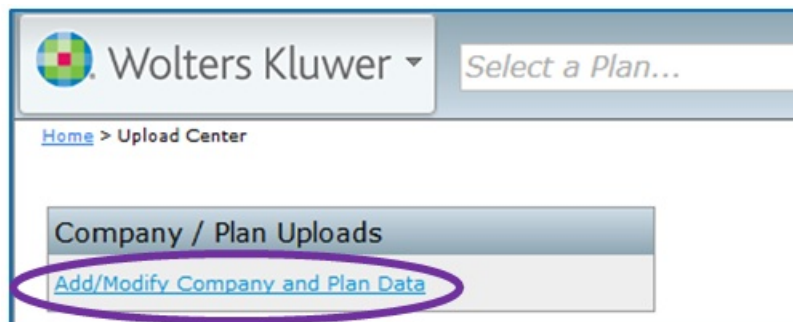 Wolters Kluwer
Select a Plan...
Home > Upload Center
Company / Plan Uploads
Add/Modify Company and Plan Data